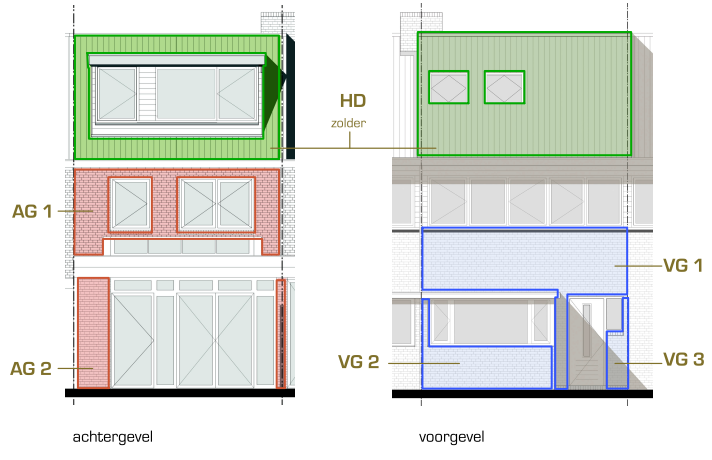 HD
zolder
AG 1
VG 1
AG 2
VG 2
VG 3
achtergevel
voorgevel